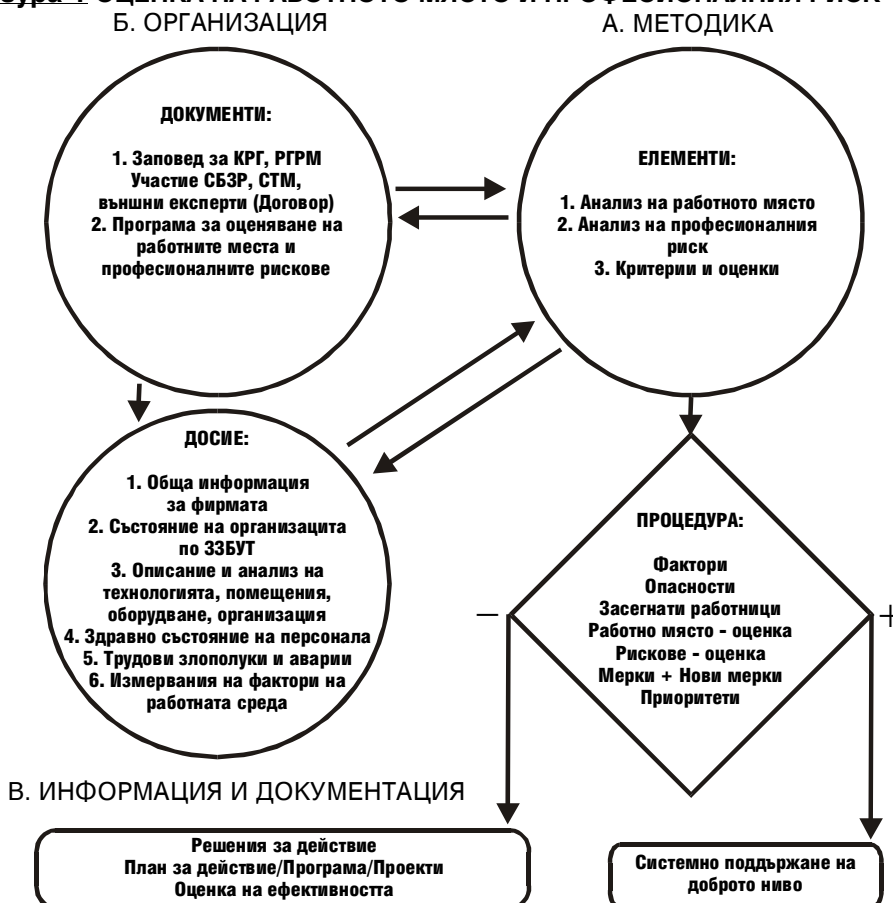 ОЦЕНКА НА РАБОТНОТО МЯСТО И ПРОФЕСИОНАЛНИЯ РИСК
Б. ОРГАНИЗАЦИЯ
А. МЕТОДИКА
ДОКУМЕНТИ:
1. Заповед за КРГ, РГРМ
Участие СБЗР, СТМ,
външни експерти (Договор)
2. Програма за оценяване на
работните места и
професионалните рискове
ЕЛЕМЕНТИ:
1. Анализ на работното място
2. Анализ на професионалния
риск
3. Критерии и оценки
ДОСИЕ:
1. Обща информация
за фирмата
2. Състояние на организацита
по ЗЗБУТ
3. Описание и анализ на
технологията, помещения,
оборудване, организация
4. Здравно състояние на персонала
5. Трудови злополуки и аварии
6. Измервания на фактори на
работната среда
ПРОЦЕДУРА:
Фактори
Опасности
Засегнати работници
Работно място - оценка
Рискове - оценка
Мерки + Нови мерки
Приоритети
–
+
В. ИНФОРМАЦИЯ И ДОКУМЕНТАЦИЯ
Решения за действие
План за действие/Програма/Проекти
Оценка на ефективността
Системно поддържане на
доброто ниво